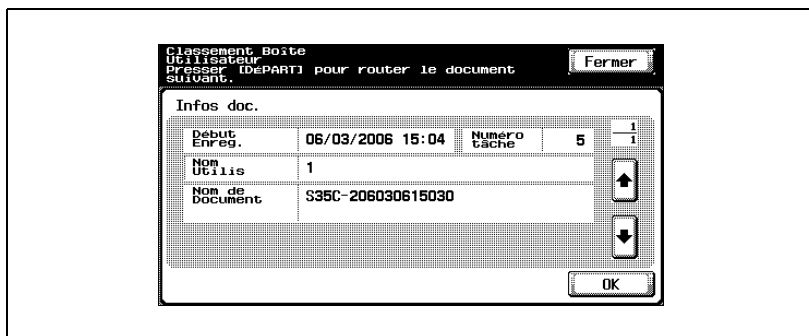 Classement Boîte
Utilisateur
Presser [DÉPART] pour router le document
suivant.
Fermer
Infos doc.
Début
Enreg.
06/03/2006 15:04
Numéro
tâche
5
1
1
Nom
Utilis
1
Nom de
Document
S35C-206030615030
OK